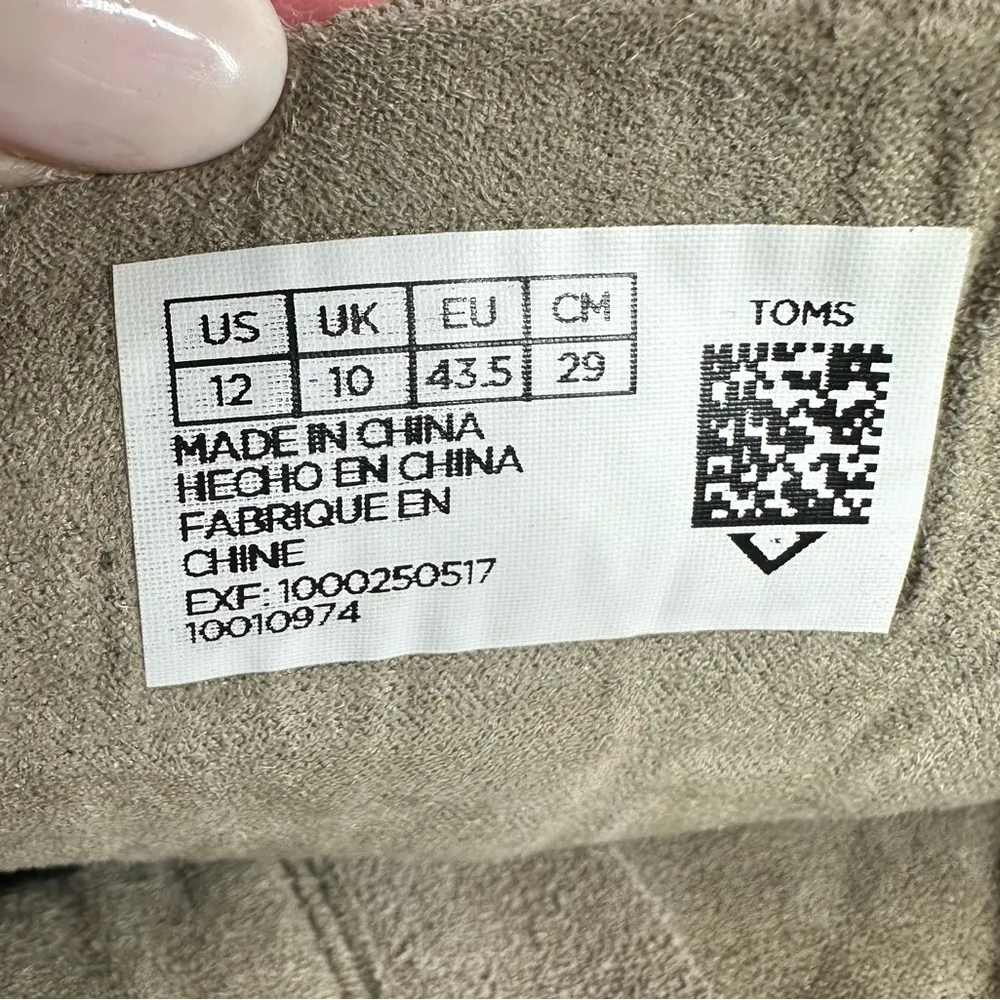 US UK EU CM
12 10 43.5 29
MADE IN CHINA
HECHO EN CHINA
FABRIQUE EN
CHINE
EXF: 1000250517
10010974
TOMS